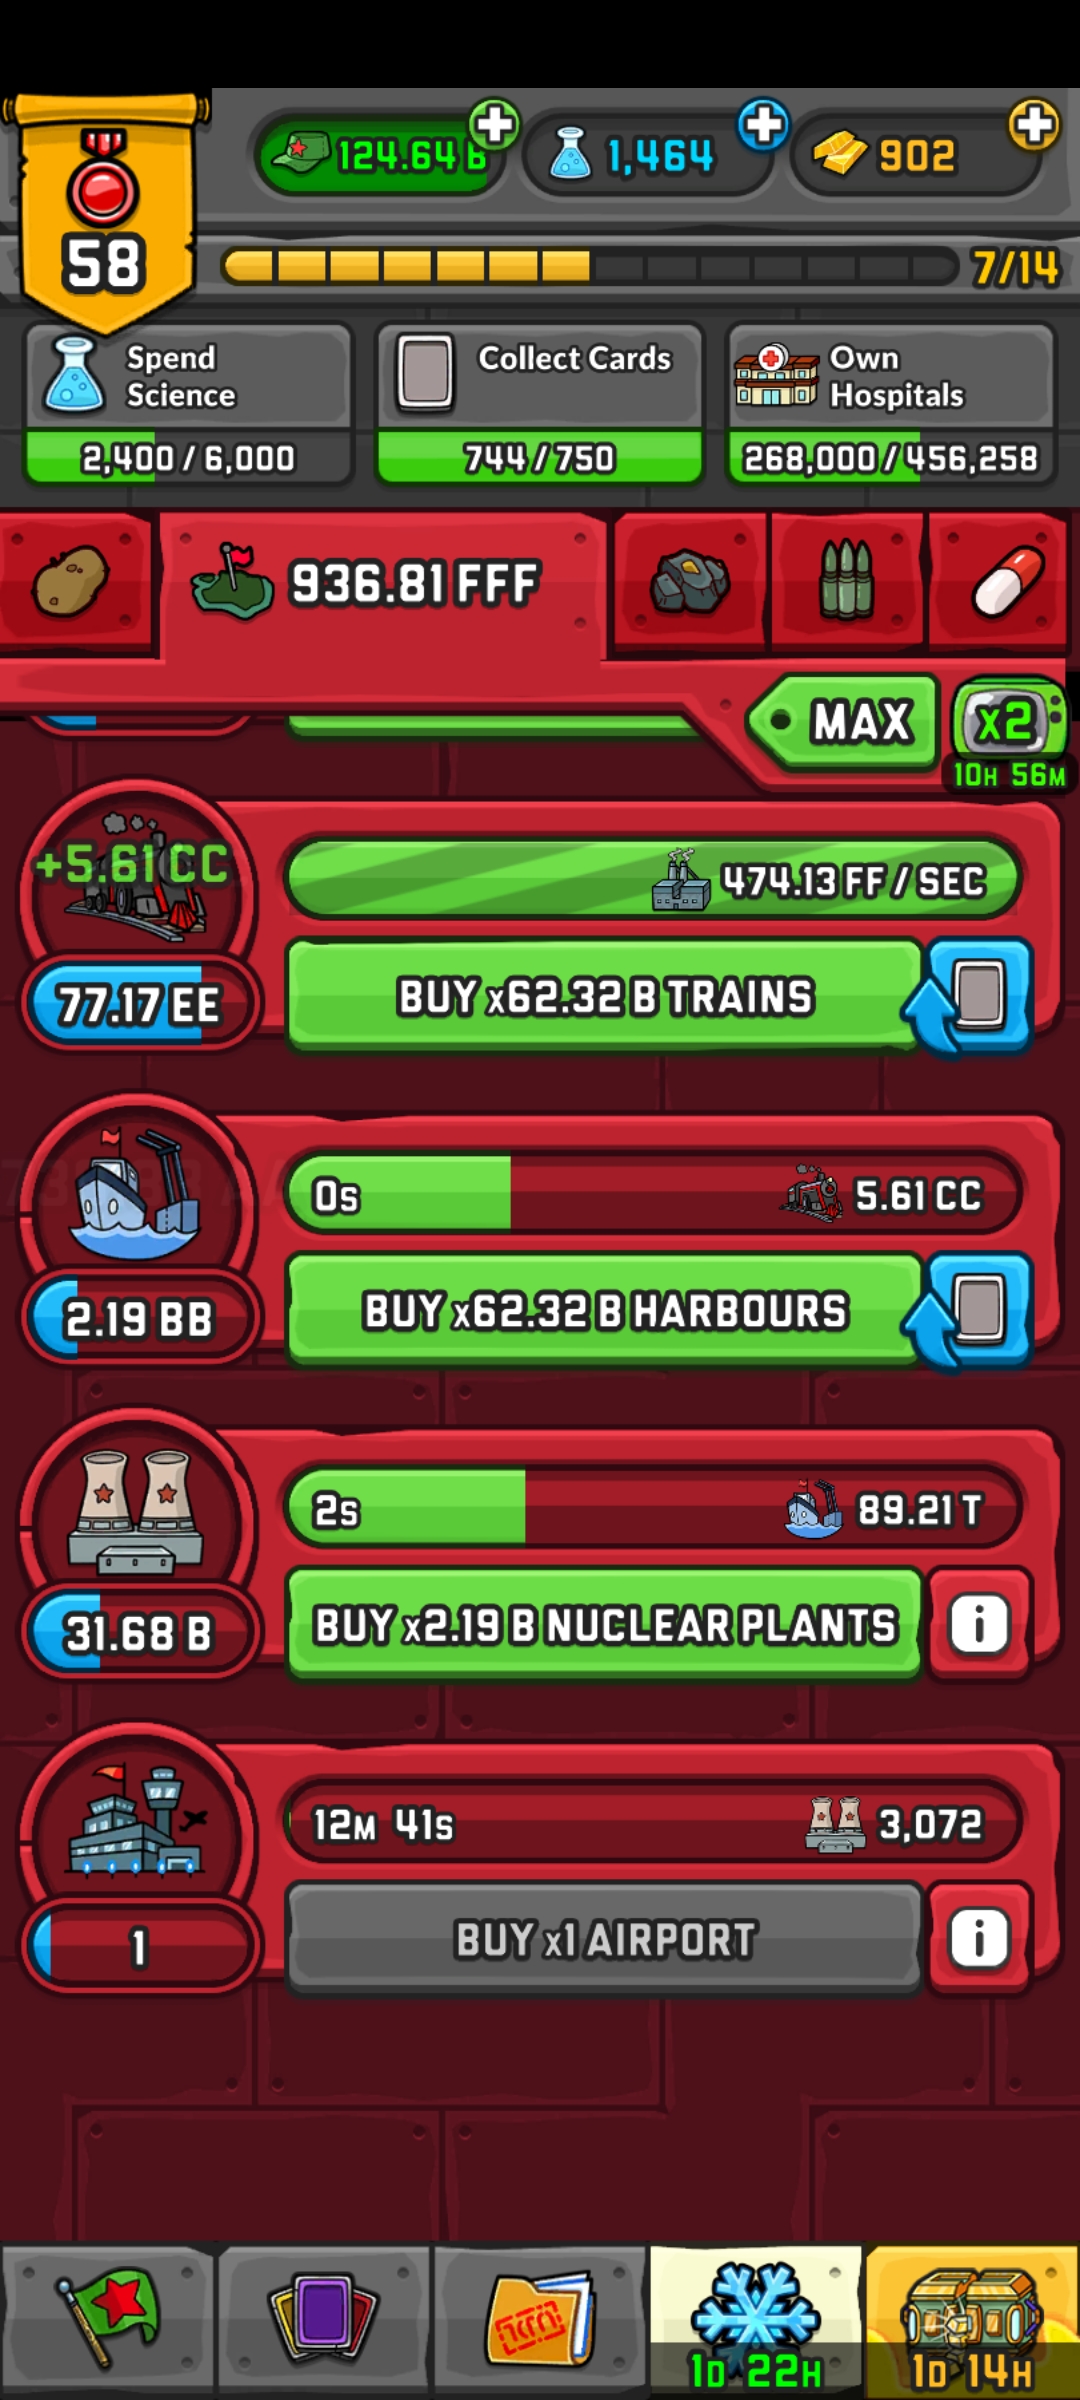 124.64 B
1,464
902
58
7/14
Spend
Science
2,400 / 6,000
Collect Cards
744 / 750
Own
Hospitals
268,000 / 456,258
936.81 FFF
MAX
x2
10H 56M
+5.61 CC
474.13 FF / SEC
77.17 EE
BUY x62.32 B TRAINS
0s
5.61 CC
2.19 BB
BUY x62.32 B HARBOURS
2s
89.21 T
31.68 B
BUY x2.19 B NUCLEAR PLANTS
i
12M 41s
3,072
1
BUY x1 AIRPORT
i
1D 22H
1D 14H